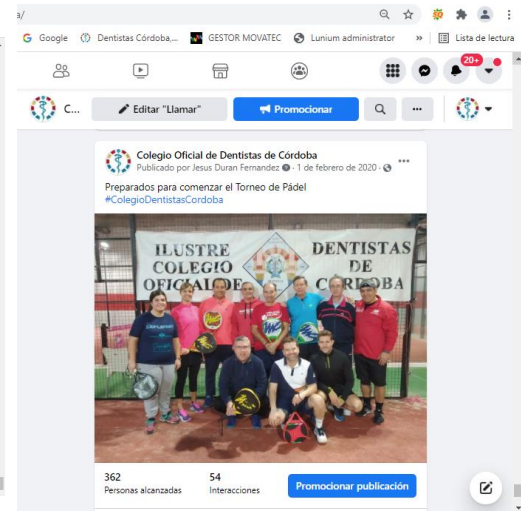 a/
Google
Dentistas Córdoba,...
GESTOR MOVATEC
Lunium administrator
»
Lista de lectura
20+
C...
Editar "Llamar"
Promocionar
Colegio Oficial de Dentistas de Córdoba
Publicado por Jesus Duran Fernandez · 1 de febrero de 2020 ·
Preparados para comenzar el Torneo de Pádel
#ColegioDentistasCordoba
ILUSTRE
COLEGIO
OFICIAL DE
DENTISTAS
DE
CÓRDOBA
362
Personas alcanzadas
54
Interacciones
Promocionar publicación